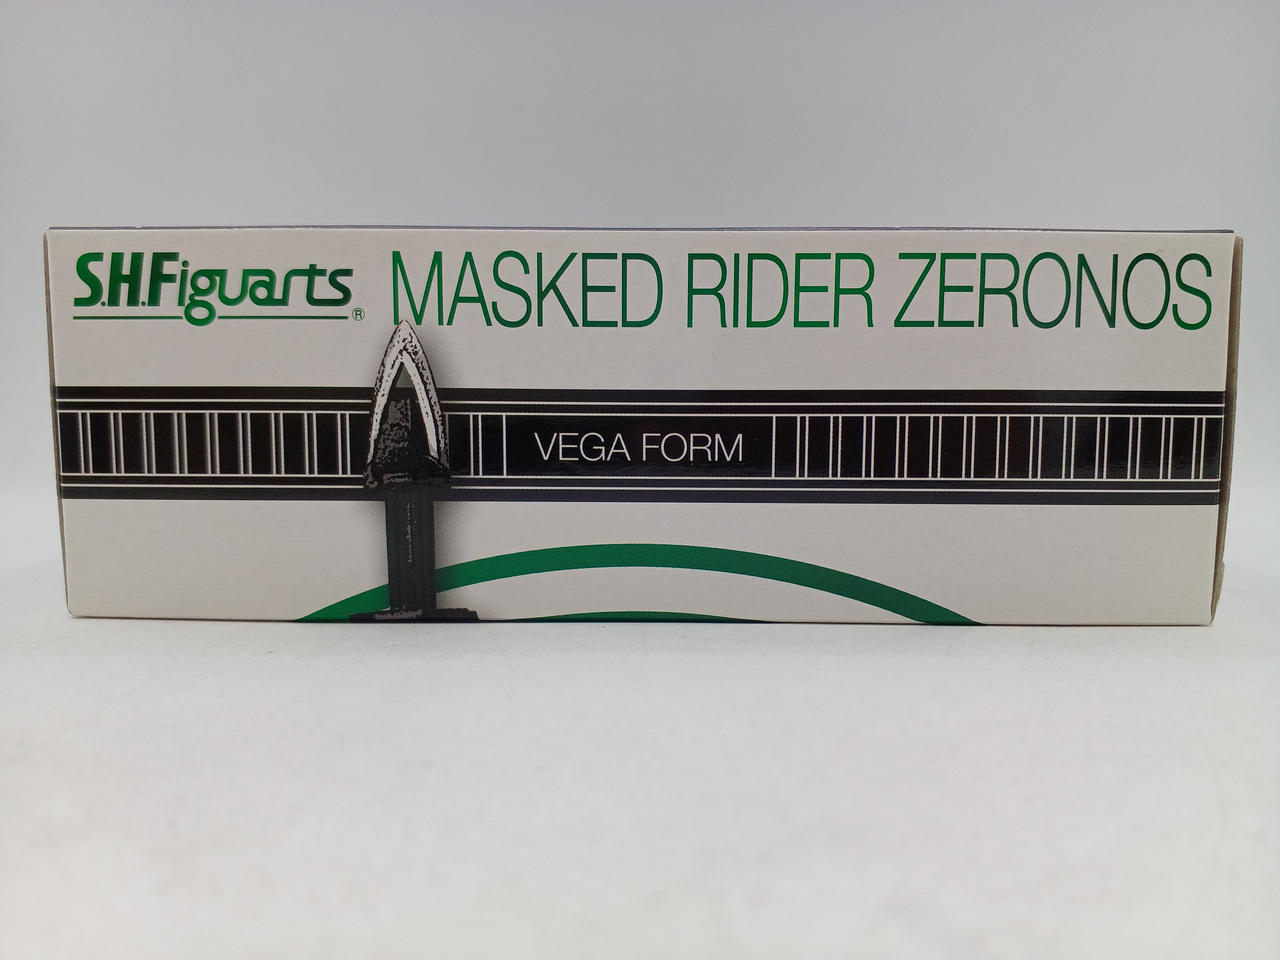 S.H.Figuarts® MASKED RIDER ZERONOS
VEGA FORM